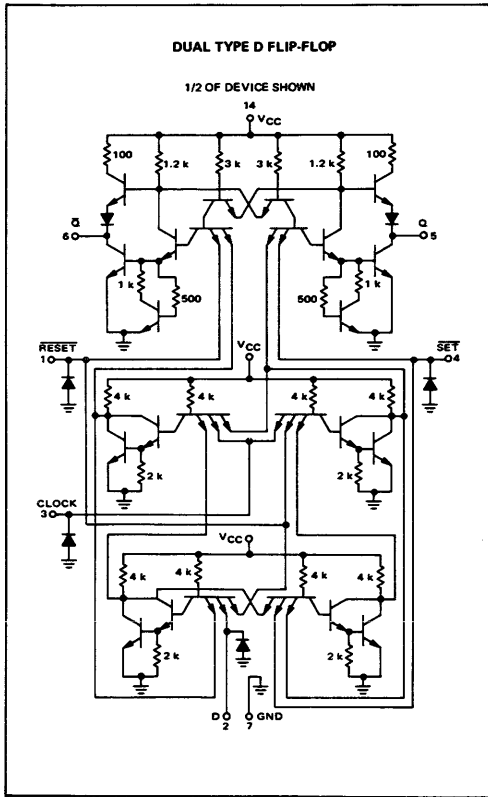 DUAL TYPE D FLIP-FLOP
1/2 OF DEVICE SHOWN
14
VCC
100
1.2 k
3 k
3 k
1.2 k
100
Q̅
6
Q
5
1 k
500
500
1 k
R̅E̅S̅E̅T̅
1
S̅E̅T̅
4
VCC
4 k
4 k
4 k
4 k
2 k
2 k
CLOCK
3
VCC
4 k
4 k
4 k
4 k
2 k
2 k
D
2
GND
7